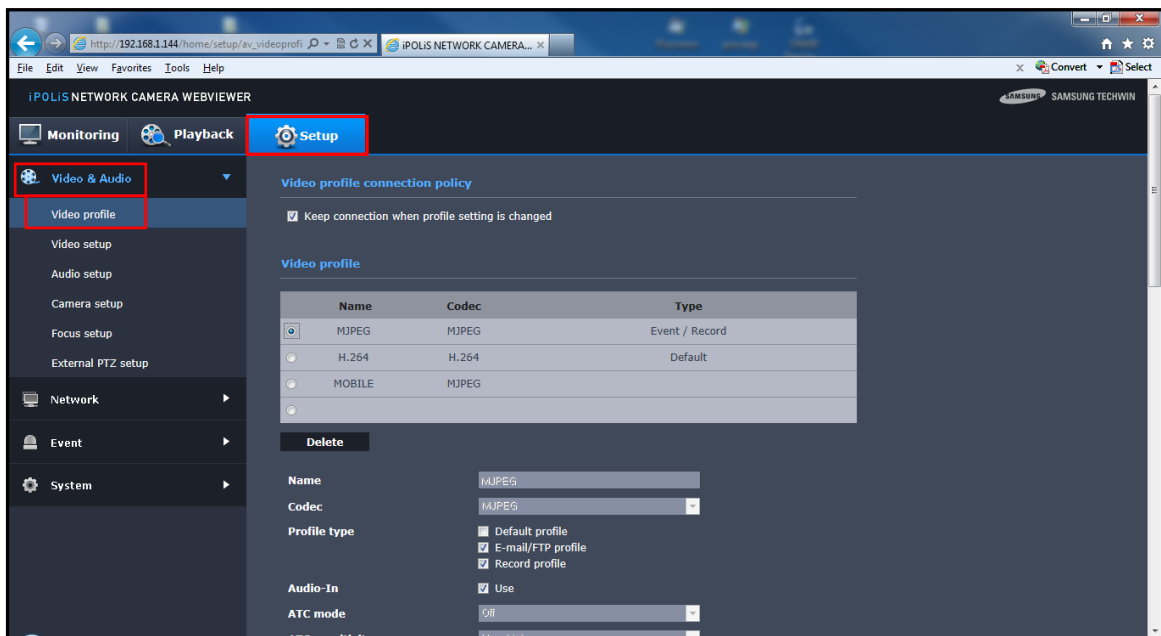 http://192.168.1.144/home/setup/av_videoprofi
iPOLiS NETWORK CAMERA...
File Edit View Favorites Tools Help
Convert Select
iPOLiS NETWORK CAMERA WEBVIEWER
SAMSUNG SAMSUNG TECHWIN
Monitoring Playback Setup
Video & Audio
Video profile
Video setup
Audio setup
Camera setup
Focus setup
External PTZ setup
Network
Event
System
Video profile connection policy
Keep connection when profile setting is changed
Video profile
Name Codec Type
MJPEG MJPEG Event / Record
H.264 H.264 Default
MOBILE MJPEG
Delete
Name MJPEG
Codec MJPEG
Profile type Default profile
E-mail/FTP profile
Record profile
Audio-In Use
ATC mode Off